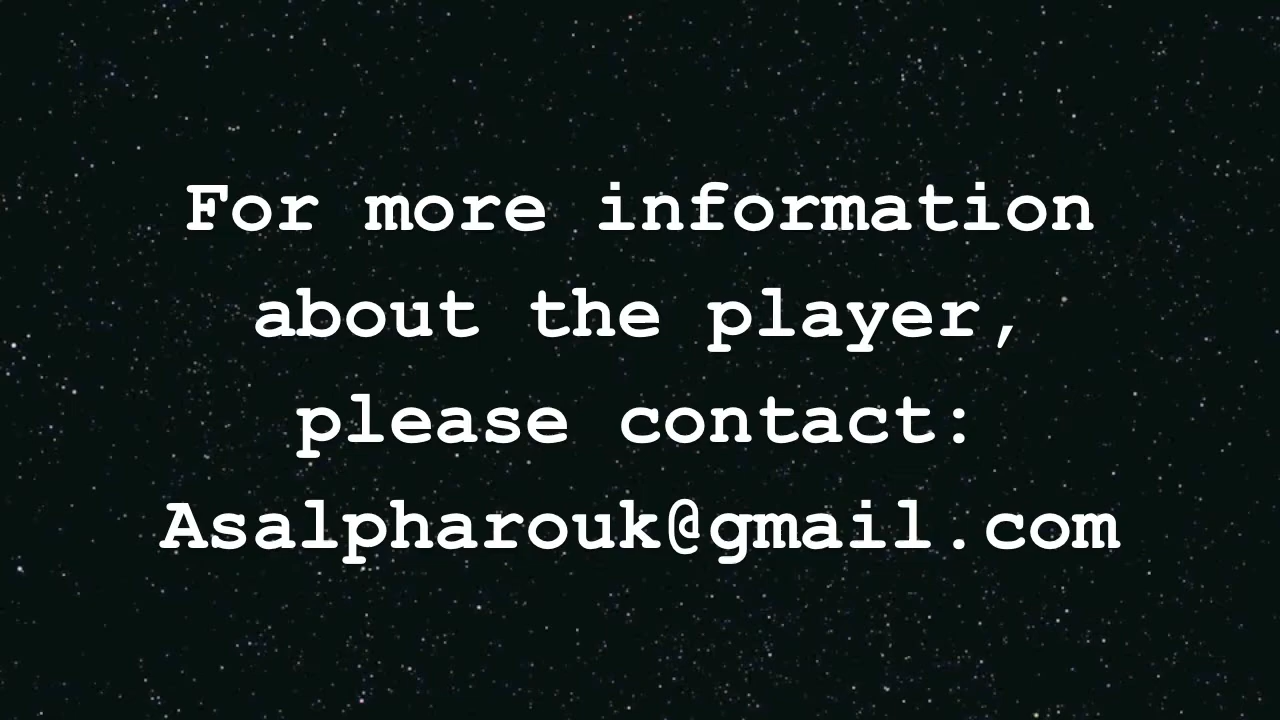 For more information
about the player,
please contact:
Asalpharouk@gmail.com